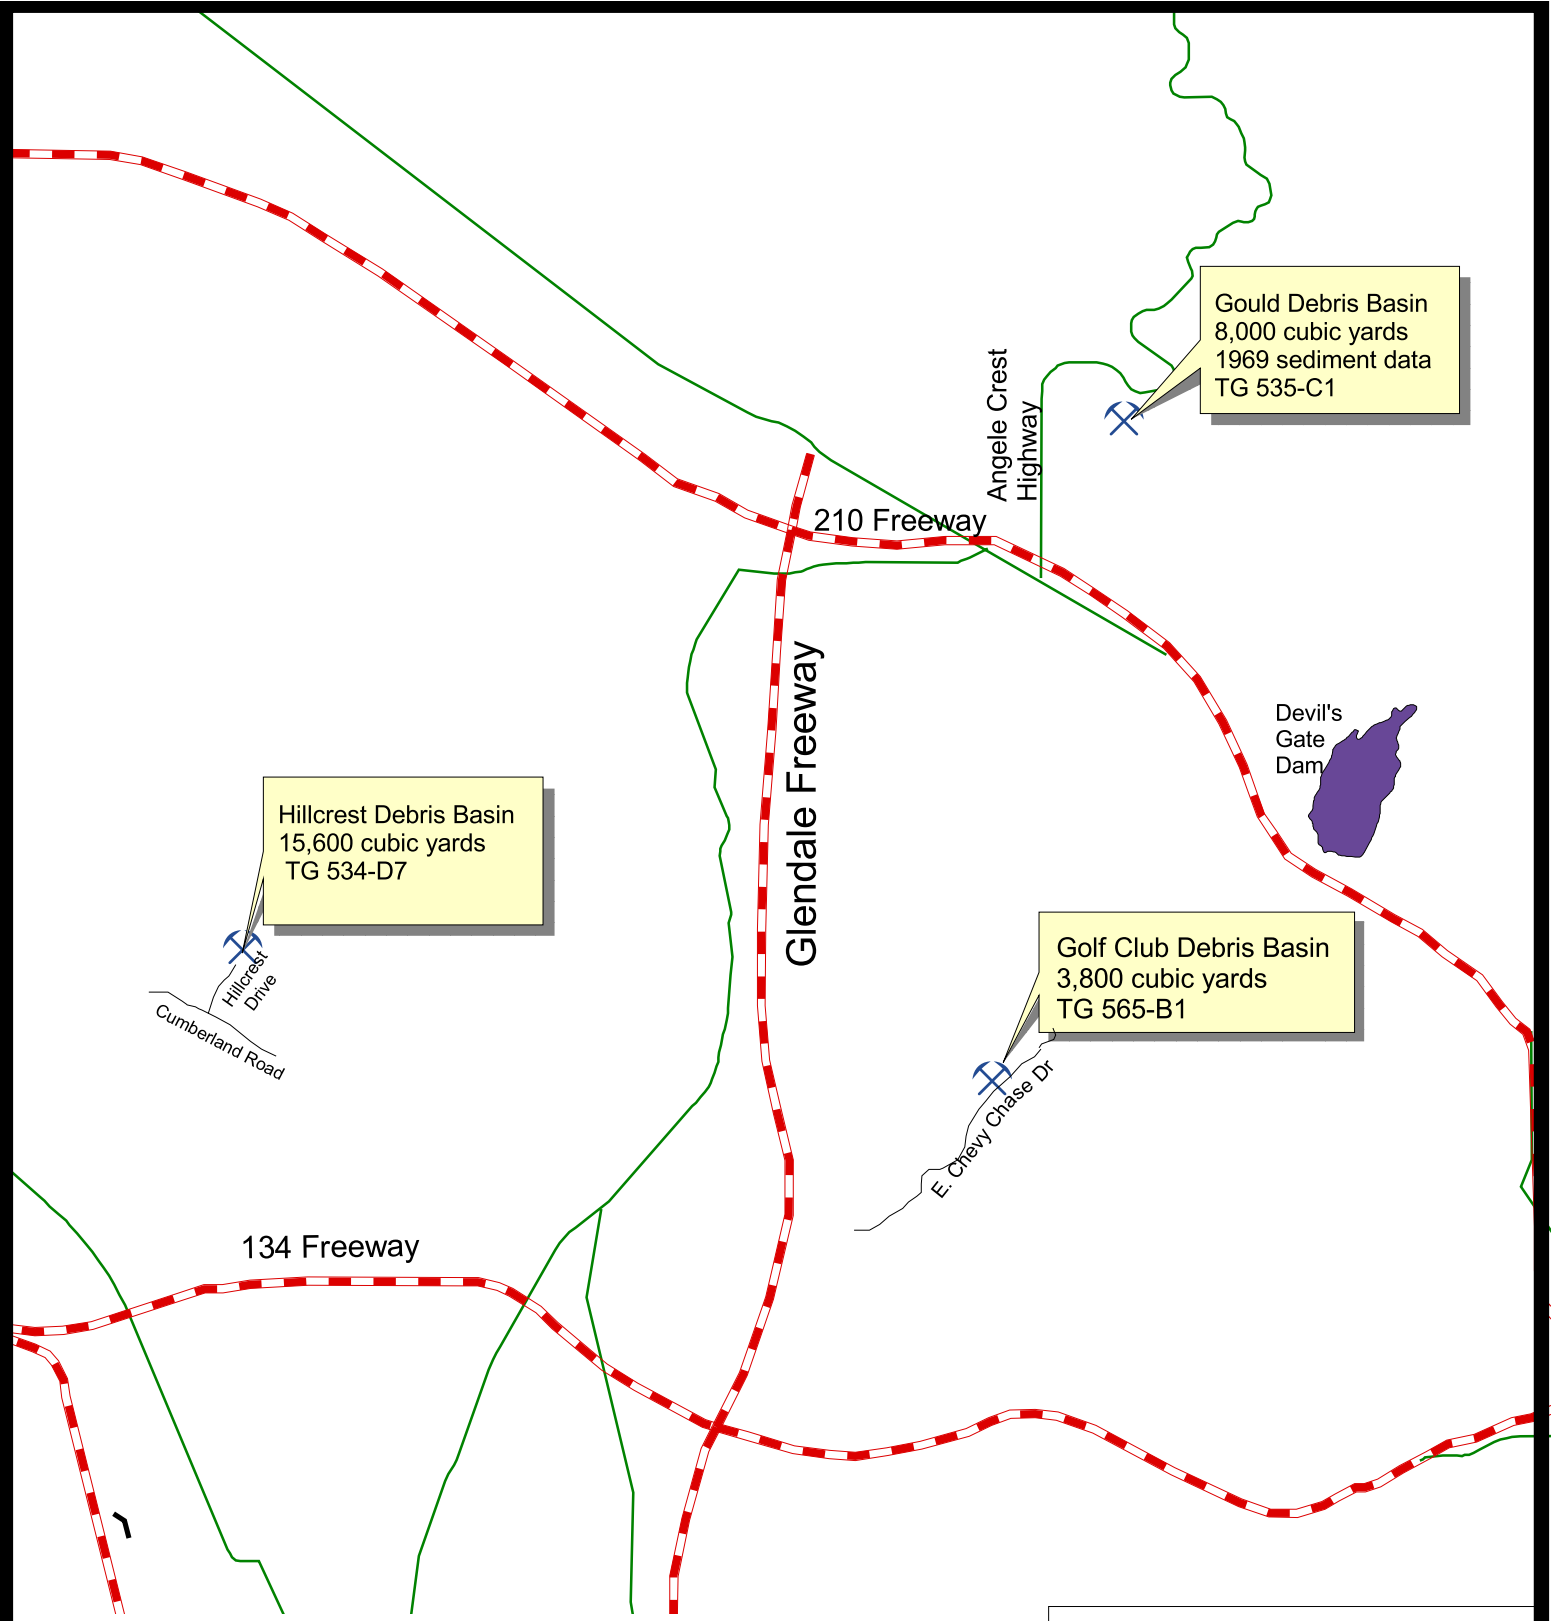 Gould Debris Basin
8,000 cubic yards
1969 sediment data
TG 535-C1
Angele Crest
Highway
210 Freeway
Glendale Freeway
Devil's
Gate
Dam
Hillcrest Debris Basin
15,600 cubic yards
TG 534-D7
Hillcrest
Drive
Cumberland Road
Golf Club Debris Basin
3,800 cubic yards
TG 565-B1
E. Chevy Chase Dr
134 Freeway